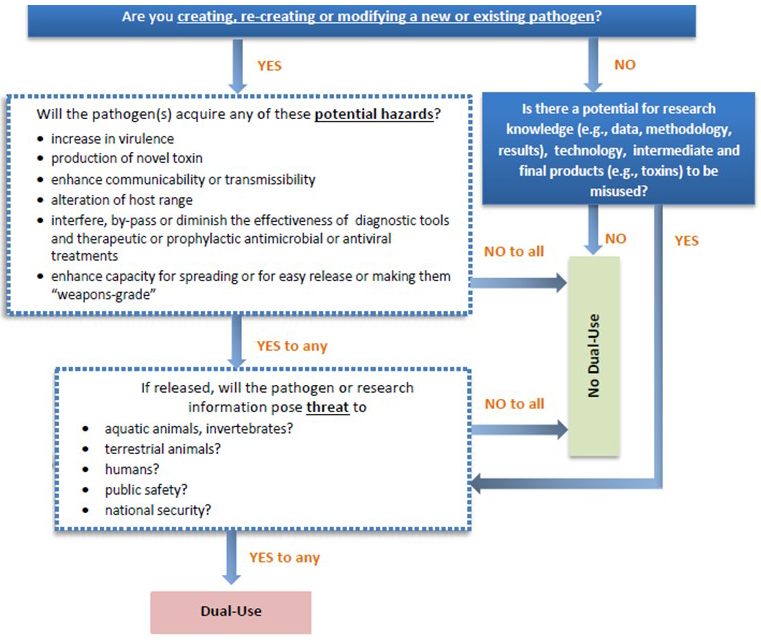 Are you creating, re-creating or modifying a new or existing pathogen?
YES
NO
Will the pathogen(s) acquire any of these potential hazards?
• increase in virulence
• production of novel toxin
• enhance communicability or transmissibility
• alteration of host range
• interfere, by-pass or diminish the effectiveness of diagnostic tools
and therapeutic or prophylactic antimicrobial or antiviral
treatments
• enhance capacity for spreading or for easy release or making them
“weapons-grade”
Is there a potential for research
knowledge (e.g., data, methodology,
results), technology, intermediate and
final products (e.g., toxins) to be
misused?
NO to all
NO
YES
YES to any
No Dual-Use
If released, will the pathogen or research
information pose threat to
• aquatic animals, invertebrates?
• terrestrial animals?
• humans?
• public safety?
• national security?
NO to all
YES to any
Dual-Use